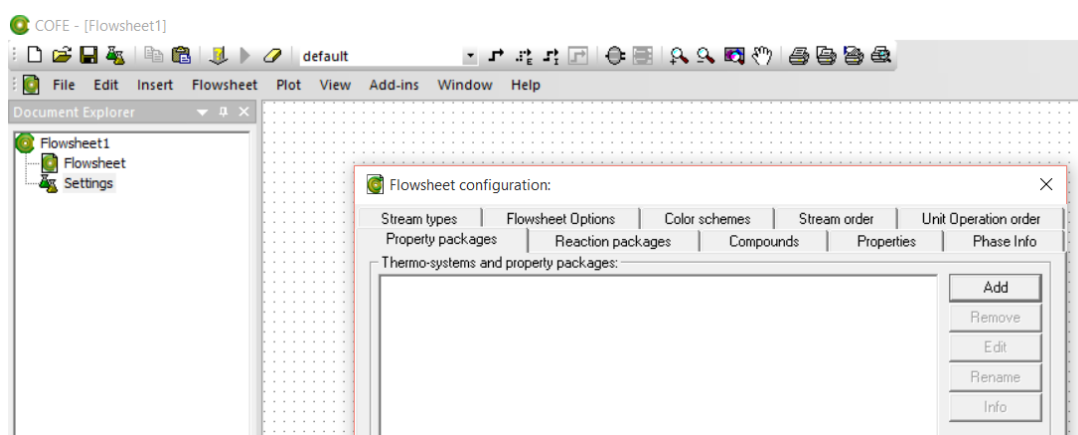 COFE - [Flowsheet1]
default
File Edit Insert Flowsheet Plot View Add-ins Window Help
Document Explorer
Flowsheet1
Flowsheet
Settings
Flowsheet configuration:
Stream types Flowsheet Options Color schemes Stream order Unit Operation order
Property packages Reaction packages Compounds Properties Phase Info
Thermo-systems and property packages:
Add
Remove
Edit
Rename
Info